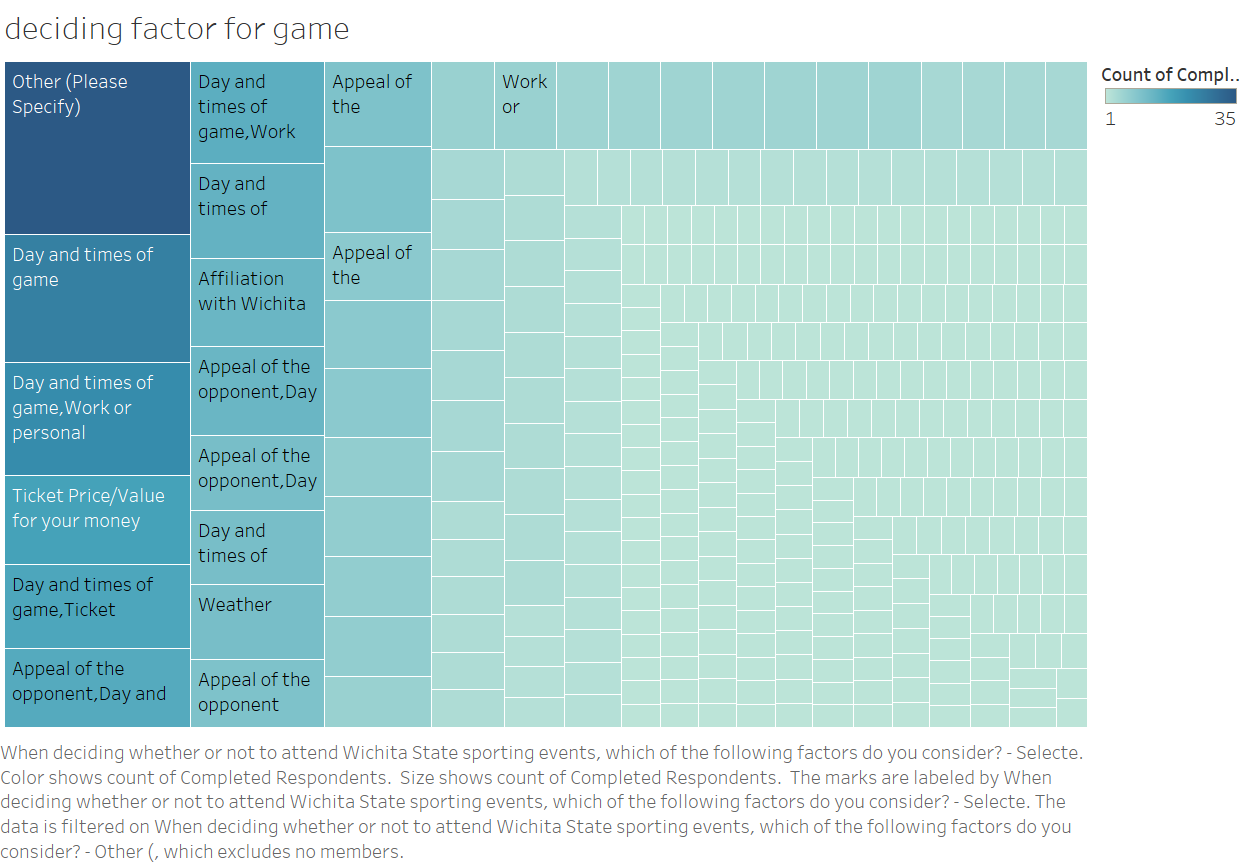 deciding factor for game
Other (Please
Specify)
Day and times of
game
Day and times of
game,Work or
personal
Ticket Price/Value
for your money
Day and times of
game,Ticket
Appeal of the
opponent,Day and
Day and
times of
game,Work
Day and
times of
Affiliation
with Wichita
Appeal of the
opponent,Day
Appeal of the
opponent,Day
Day and
times of
Weather
Appeal of the
opponent
Appeal of
the
Appeal of
the
Work
or
Count of Compl..
1 35
When deciding whether or not to attend Wichita State sporting events, which of the following factors do you consider? - Selecte.
Color shows count of Completed Respondents.  Size shows count of Completed Respondents.  The marks are labeled by When
deciding whether or not to attend Wichita State sporting events, which of the following factors do you consider? - Selecte. The
data is filtered on When deciding whether or not to attend Wichita State sporting events, which of the following factors do you
consider? - Other (, which excludes no members.